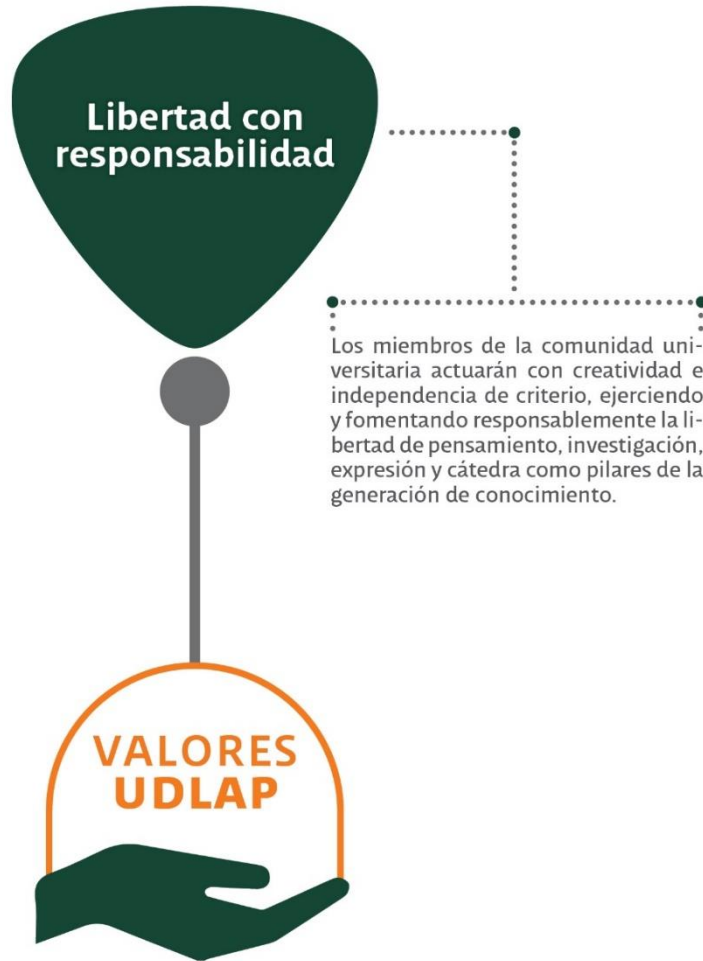 Libertad con
responsabilidad
Los miembros de la comunidad uni-
versitaria actuarán con creatividad e
independencia de criterio, ejerciendo
y fomentando responsablemente la li-
bertad de pensamiento, investigación,
expresión y cátedra como pilares de la
generación de conocimiento.
VALORES
UDLAP